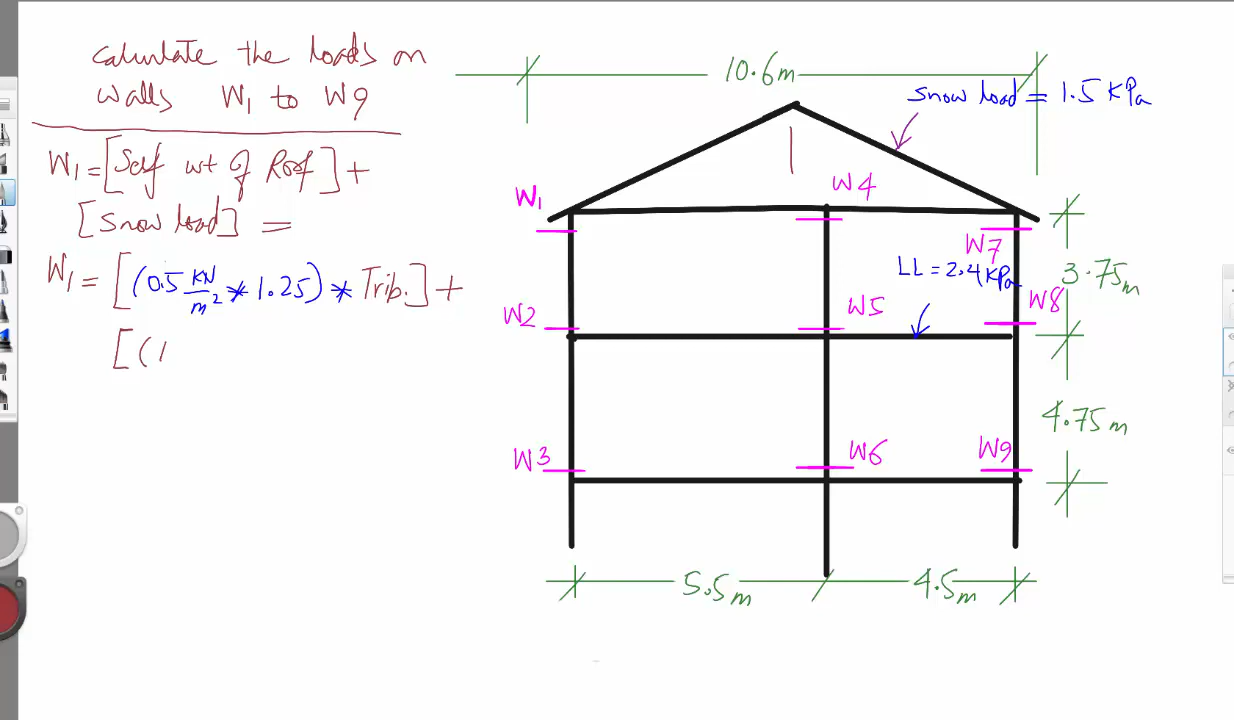 Calculate the loads on
walls W1 to W9
W1 = [Self wt of Roof] +
[Snow load] =
W1 = [(0.5 KN/m² * 1.25) * Trib.] +
[(1
10.6m
Snow load = 1.5 KPa
W1
W4
W7
LL = 2.4 KPa
3.75m
W2
W5
W8
4.75m
W3
W6
W9
5.5m
4.5m